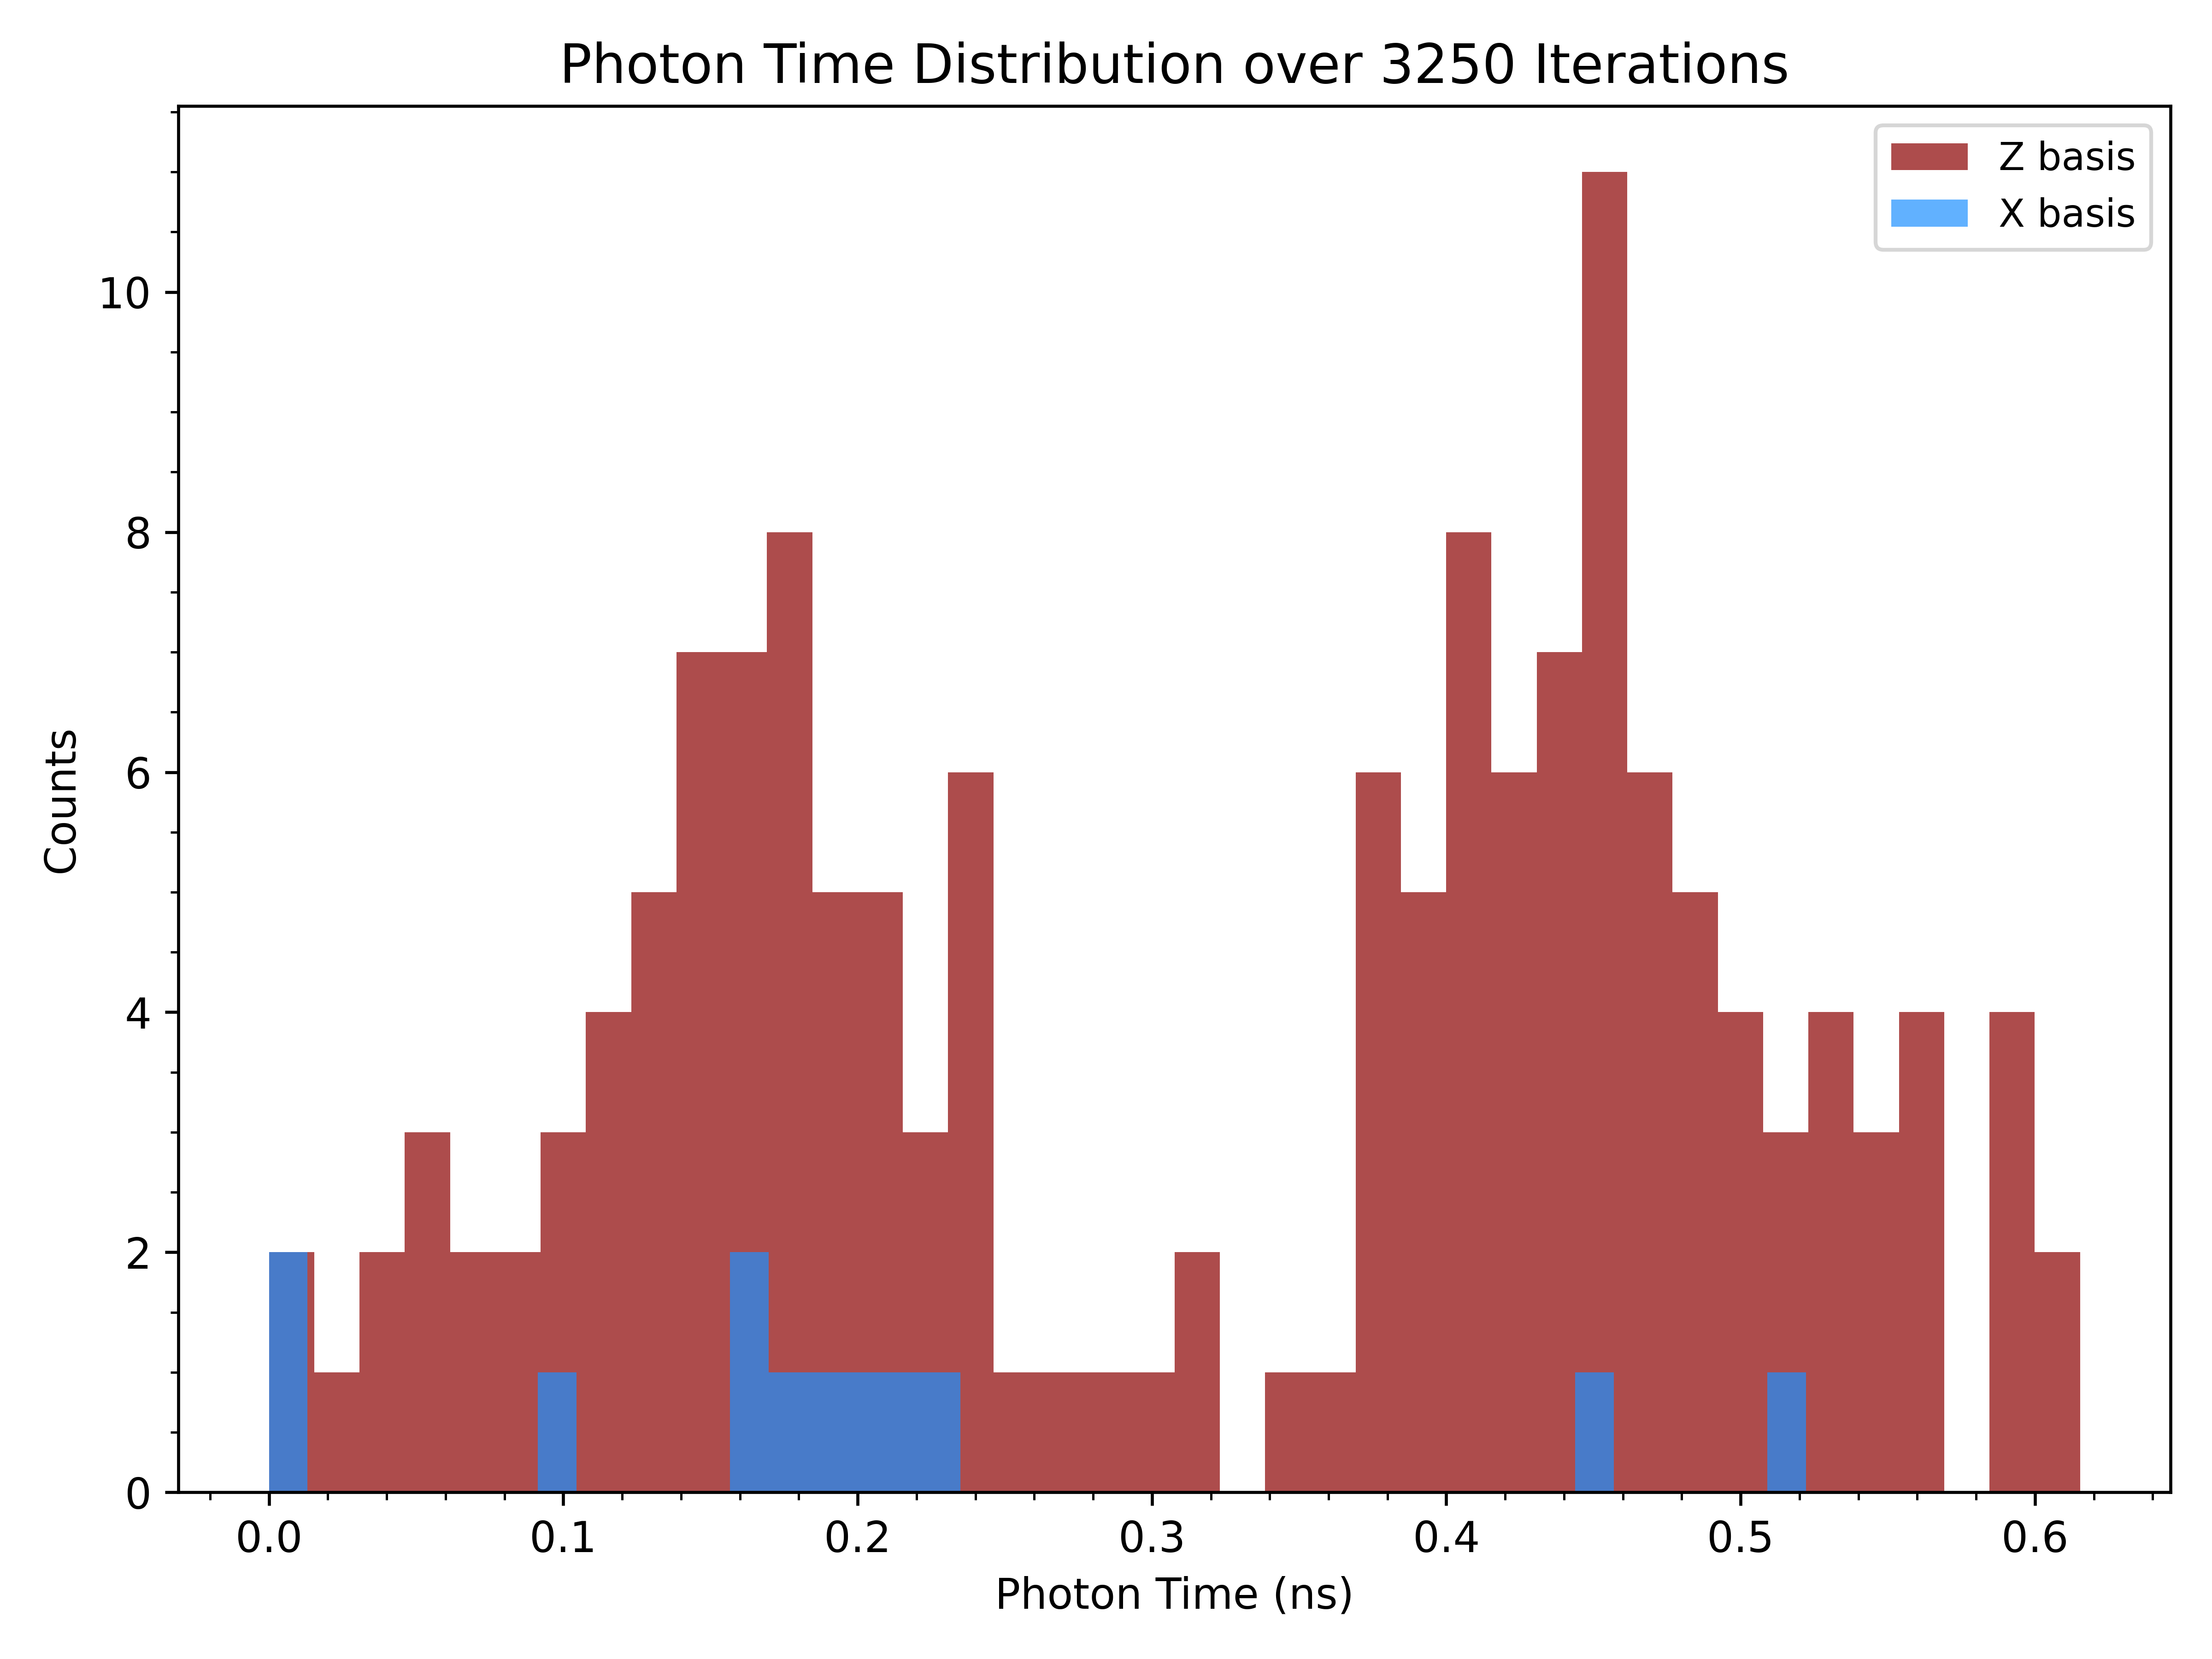 Photon Time Distribution over 3250 Iterations
Z basis
X basis
10
8
6
4
2
0
Counts
0.0 0.1 0.2 0.3 0.4 0.5 0.6
Photon Time (ns)